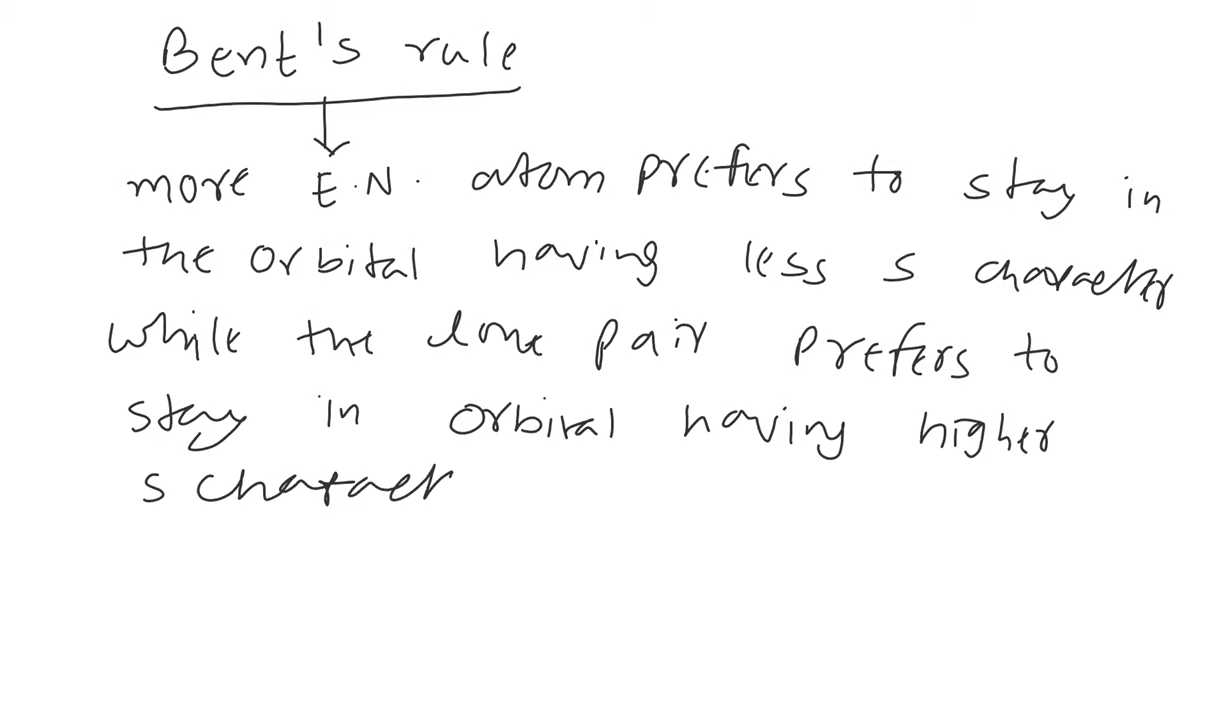 Bent's rule
more E.N. atom prefers to stay in
the orbital having less s character
while the lone pair prefers to
stay in orbital having higher
s charact